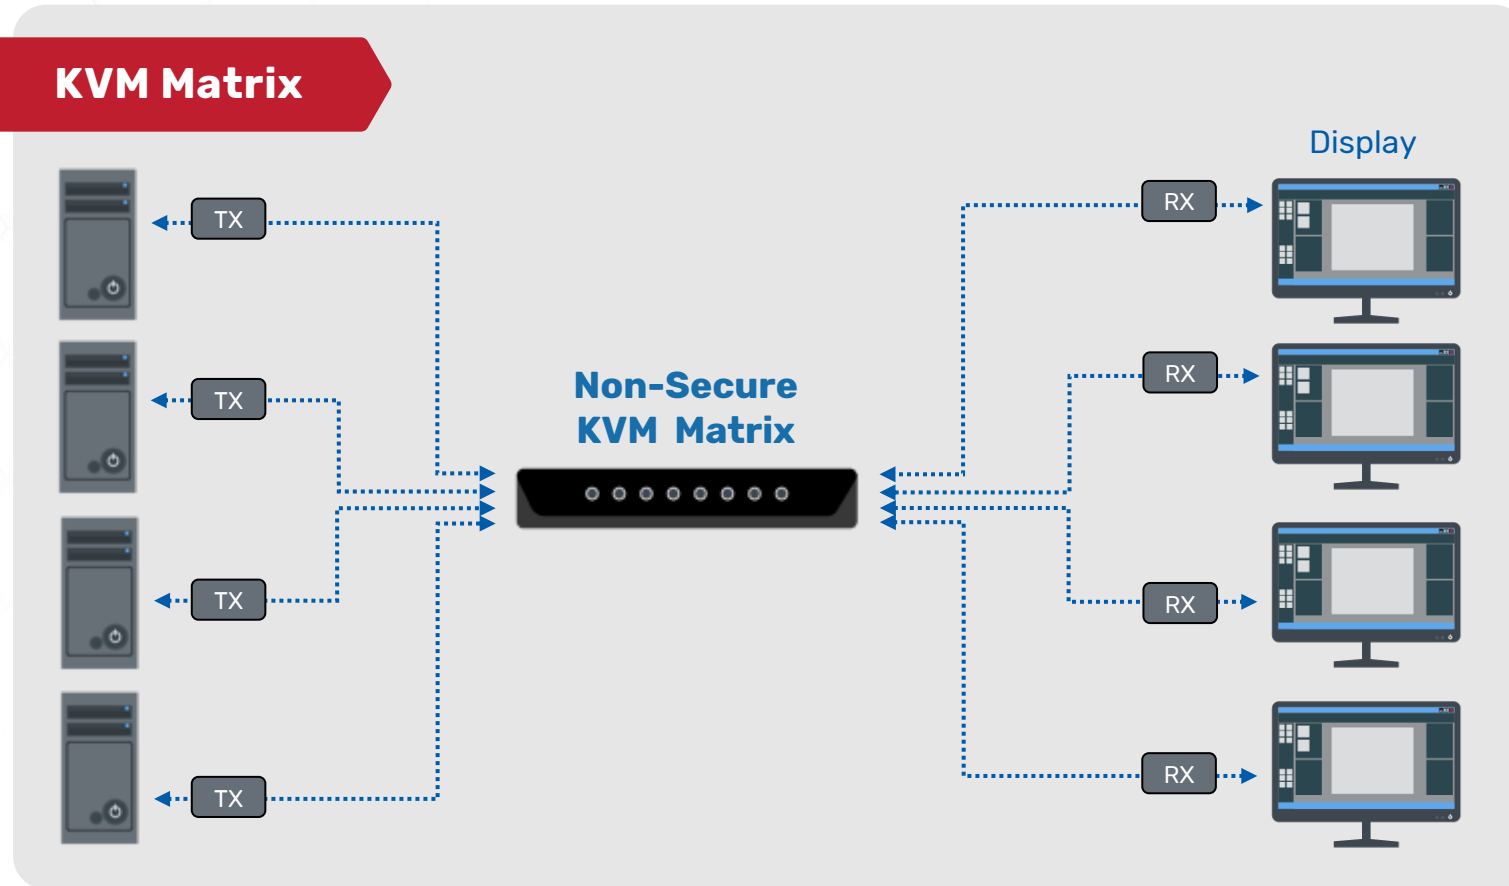 KVM Matrix
Display
TX
RX
TX
RX
Non-Secure
KVM Matrix
TX
RX
TX
RX